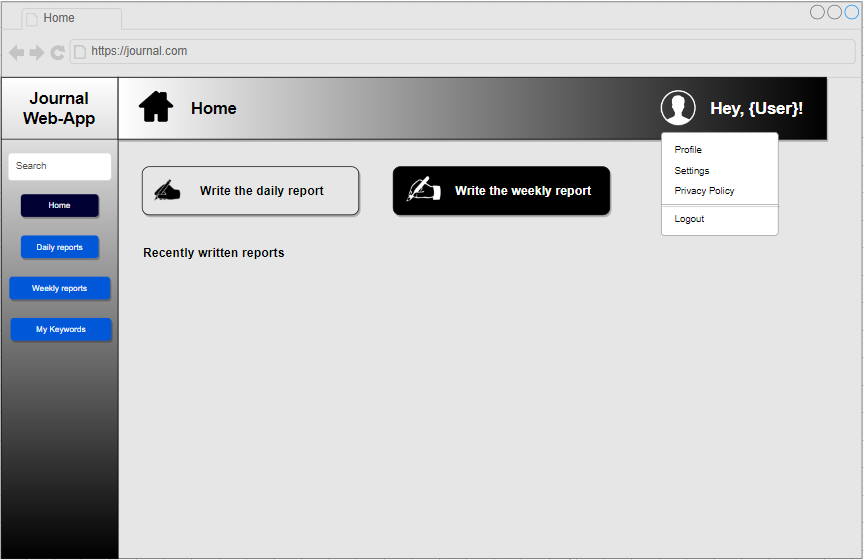 Home
https://journal.com
Journal
Web-App
Home
Hey, {User}!
Profile
Settings
Privacy Policy
Logout
Search
Home
Daily reports
Weekly reports
My Keywords
Write the daily report
Write the weekly report
Recently written reports